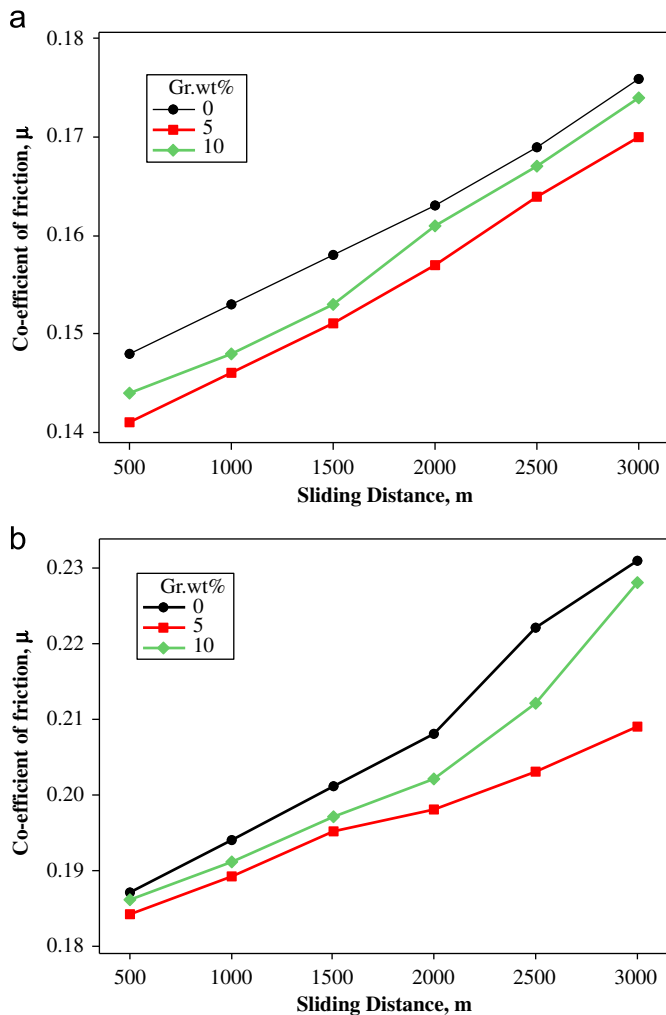 a
0.18
0.17
0.16
0.15
0.14
Co-efficient of friction, μ
Gr.wt%
0
5
10
500 1000 1500 2000 2500 3000
Sliding Distance, m
b
0.23
0.22
0.21
0.20
0.19
0.18
Co-efficient of friction, μ
Gr.wt%
0
5
10
500 1000 1500 2000 2500 3000
Sliding Distance, m